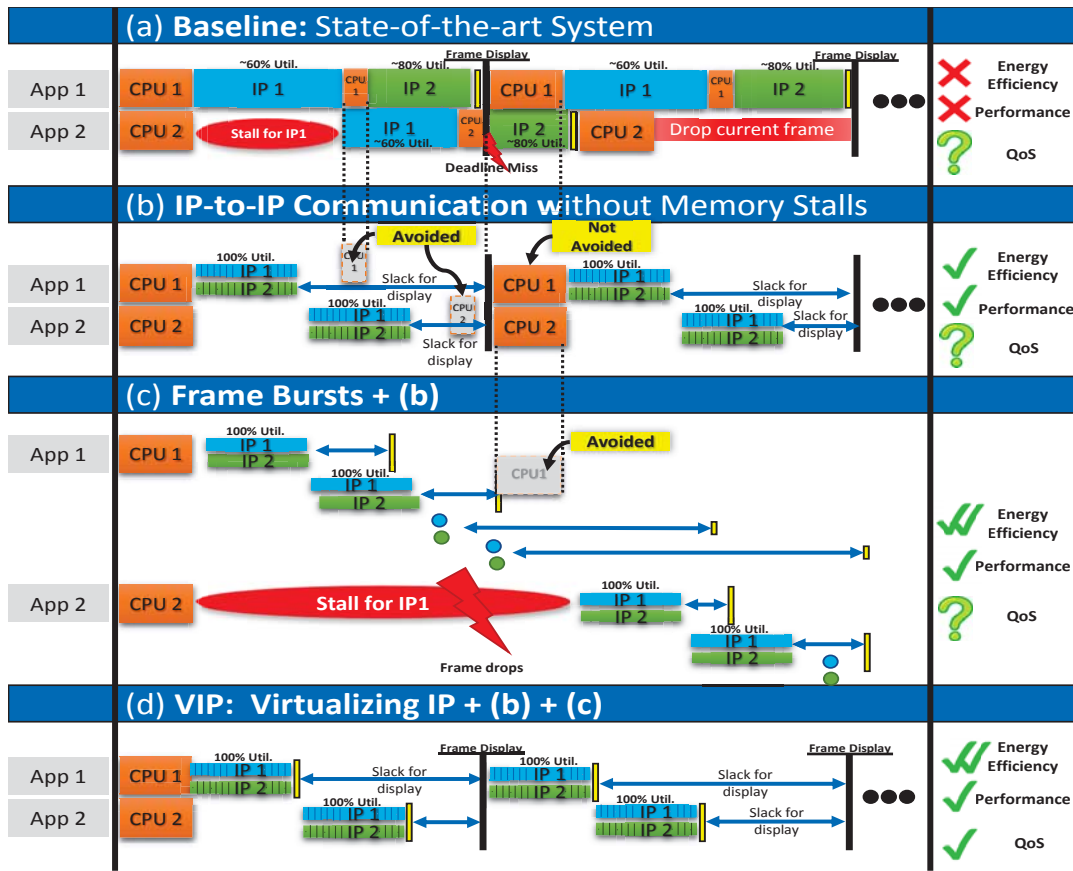 (a) Baseline: State-of-the-art System
Frame Display
Frame Display
~60% Util.
~80% Util.
~60% Util.
~80% Util.
App 1
CPU 1
IP 1
CPU 1
IP 2
CPU 1
IP 1
CPU 1
IP 2
App 2
CPU 2
Stall for IP1
IP 1
~60% Util.
CPU 2
IP 2
~80% Util.
CPU 2
Drop current frame
Deadline Miss
Energy
Efficiency
Performance
QoS
(b) IP-to-IP Communication without Memory Stalls
Avoided
Not
Avoided
App 1
CPU 1
100% Util.
IP 1
IP 2
CPU 1
Slack for
display
CPU 1
100% Util.
IP 1
IP 2
Slack for
display
App 2
CPU 2
100% Util.
IP 1
IP 2
CPU 2
Slack for
display
CPU 2
100% Util.
IP 1
IP 2
Slack for
display
Energy
Efficiency
Performance
QoS
(c) Frame Bursts + (b)
App 1
CPU 1
100% Util.
IP 1
IP 2
Avoided
CPU1
100% Util.
IP 1
IP 2
App 2
CPU 2
Stall for IP1
Frame drops
100% Util.
IP 1
IP 2
100% Util.
IP 1
IP 2
Energy
Efficiency
Performance
QoS
(d) VIP: Virtualizing IP + (b) + (c)
Frame Display
Frame Display
App 1
CPU 1
100% Util.
IP 1
IP 2
Slack for
display
100% Util.
IP 1
IP 2
Slack for
display
App 2
CPU 2
100% Util.
IP 1
IP 2
100% Util.
IP 1
IP 2
Slack for
display
Energy
Efficiency
Performance
QoS